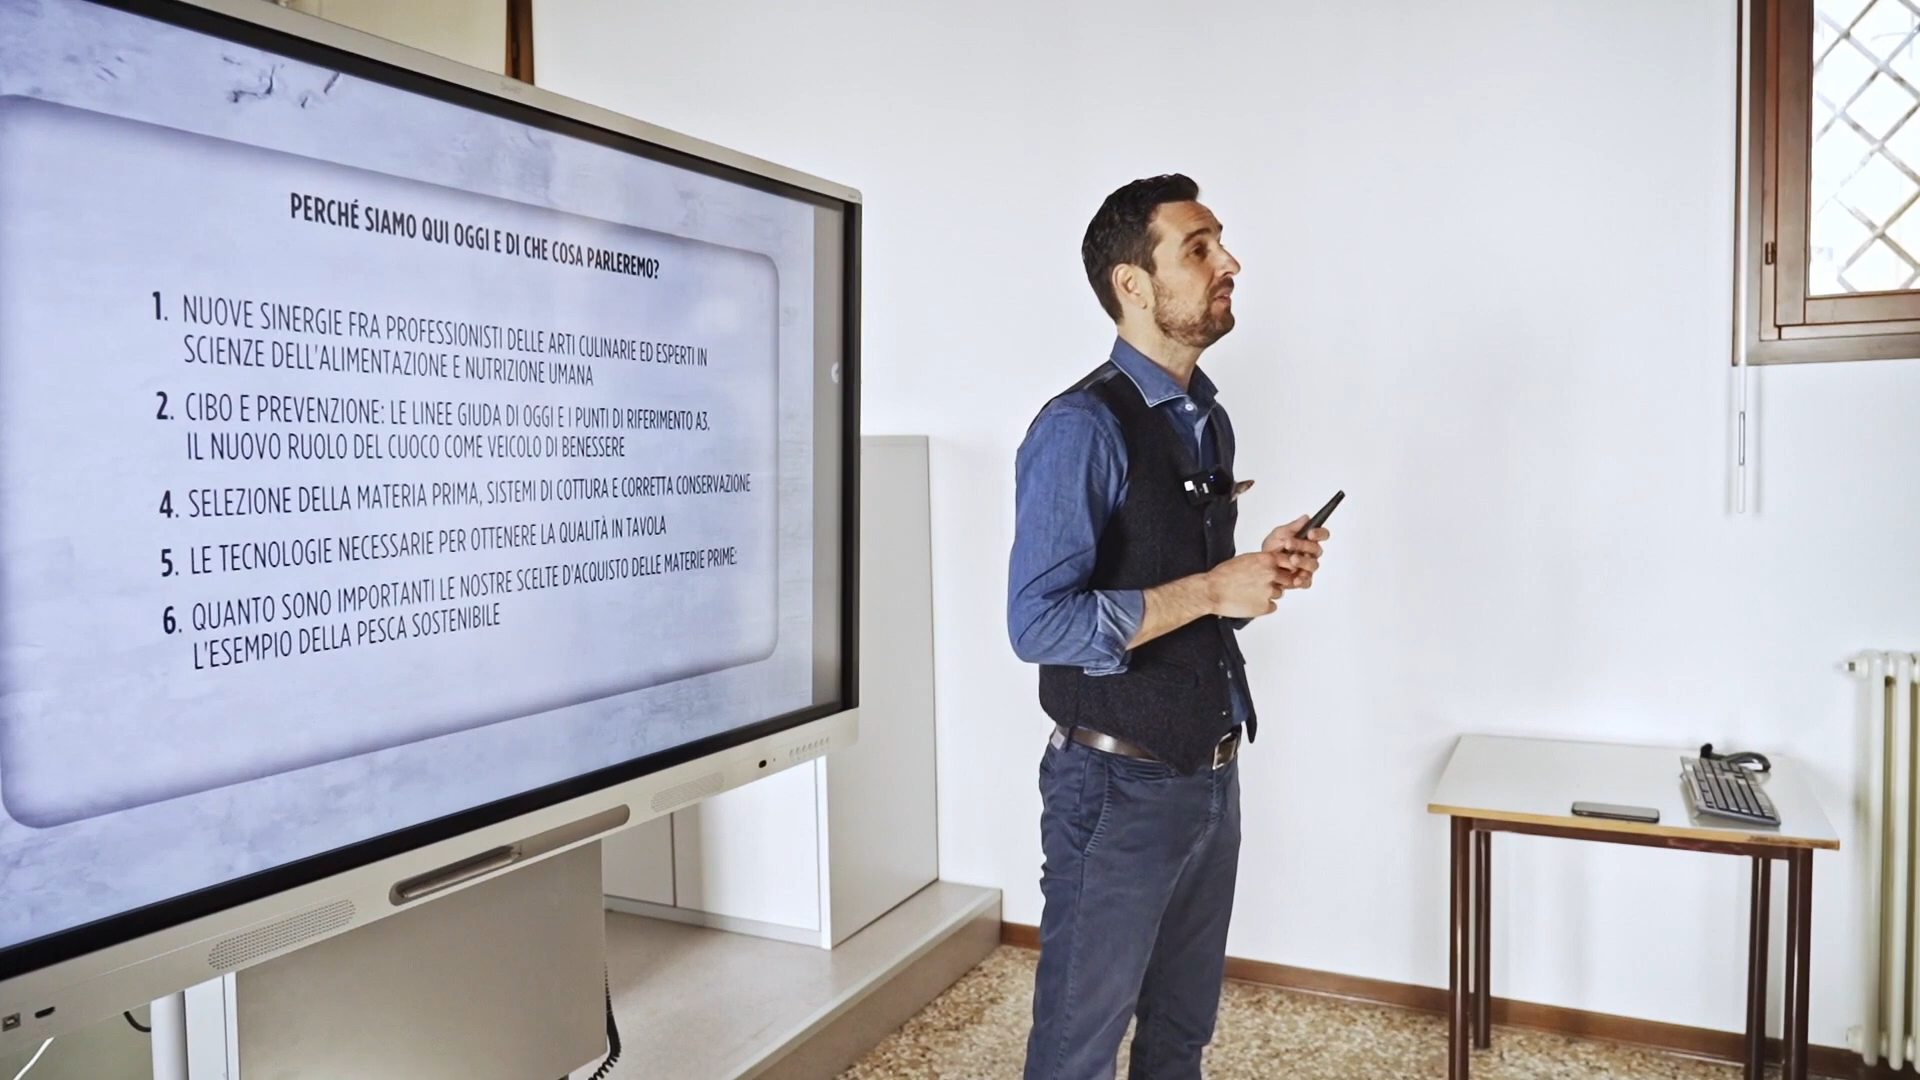 PERCHÉ SIAMO QUI OGGI E DI CHE COSA PARLEREMO?
1. NUOVE SINERGIE FRA PROFESSIONISTI DELLE ARTI CULINARIE ED ESPERTI IN
SCIENZE DELL'ALIMENTAZIONE E NUTRIZIONE UMANA
2. CIBO E PREVENZIONE: LE LINEE GIUDA DI OGGI E I PUNTI DI RIFERIMENTO A3.
IL NUOVO RUOLO DEL CUOCO COME VEICOLO DI BENESSERE
4. SELEZIONE DELLA MATERIA PRIMA, SISTEMI DI COTTURA E CORRETTA CONSERVAZIONE
5. LE TECNOLOGIE NECESSARIE PER OTTENERE LA QUALITÀ IN TAVOLA
6. QUANTO SONO IMPORTANTI LE NOSTRE SCELTE D'ACQUISTO DELLE MATERIE PRIME:
L'ESEMPIO DELLA PESCA SOSTENIBILE